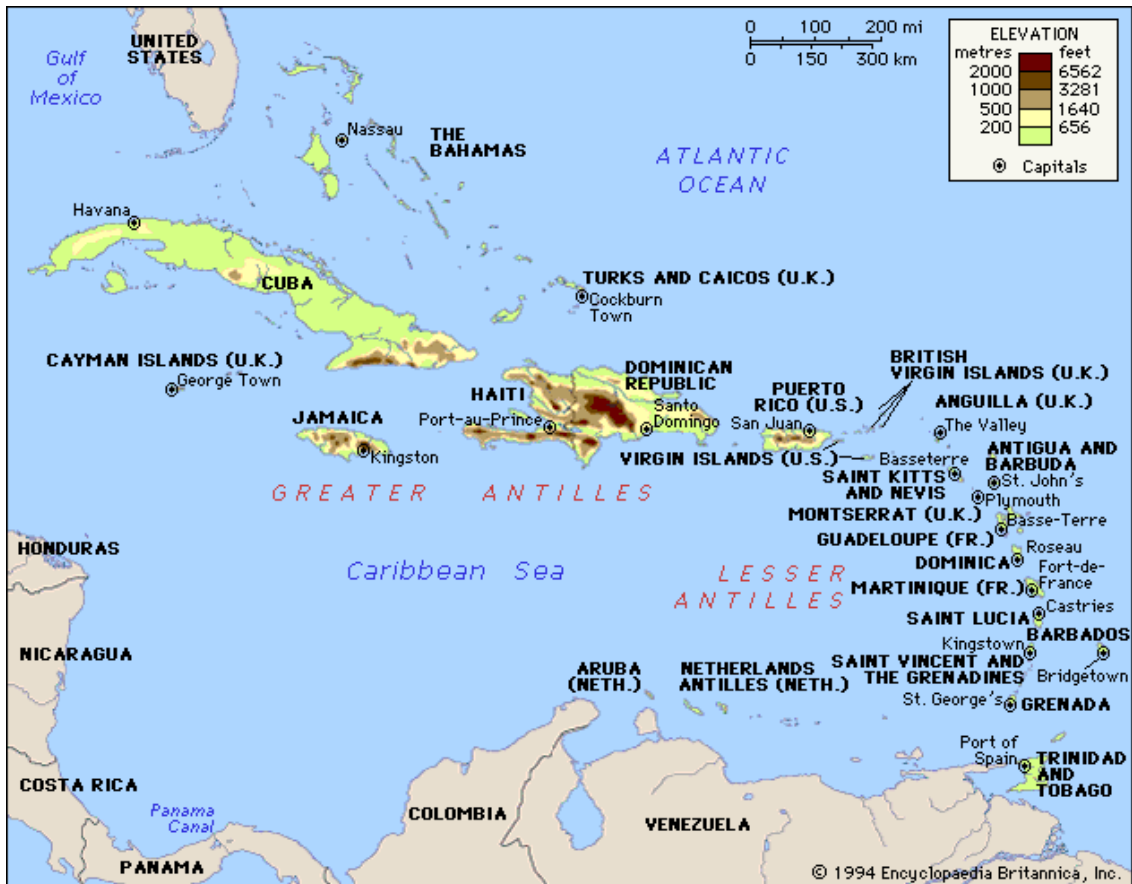 UNITED
STATES
Gulf
of
Mexico
0 100 200 mi
0 150 300 km
ELEVATION
metres feet
2000 6562
1000 3281
500 1640
200 656
Capitals
Nassau
THE
BAHAMAS
ATLANTIC
OCEAN
Havana
CUBA
TURKS AND CAICOS (U.K.)
Cockburn
Town
CAYMAN ISLANDS (U.K.)
George Town
JAMAICA
Kingston
HAITI
Port-au-Prince
DOMINICAN
REPUBLIC
Santo
Domingo
PUERTO
RICO (U.S.)
San Juan
BRITISH
VIRGIN ISLANDS (U.K.)
VIRGIN ISLANDS (U.S.)
ANGUILLA (U.K.)
The Valley
Basseterre
SAINT KITTS
AND NEVIS
ANTIGUA AND
BARBUDA
St. John's
Plymouth
MONTSERRAT (U.K.)
Basse-Terre
GUADELOUPE (FR.)
Roseau
DOMINICA
Fort-de-
France
MARTINIQUE (FR.)
Castries
SAINT LUCIA
Kingstown
BARBADOS
SAINT VINCENT AND
THE GRENADINES
Bridgetown
St. George's
GRENADA
GREATER ANTILLES
Caribbean Sea
LESSER
ANTILLES
HONDURAS
NICARAGUA
COSTA RICA
Panama
Canal
PANAMA
COLOMBIA
VENEZUELA
ARUBA
(NETH.)
NETHERLANDS
ANTILLES (NETH.)
Port of
Spain
TRINIDAD
AND
TOBAGO
© 1994 Encyclopaedia Britannica, Inc.